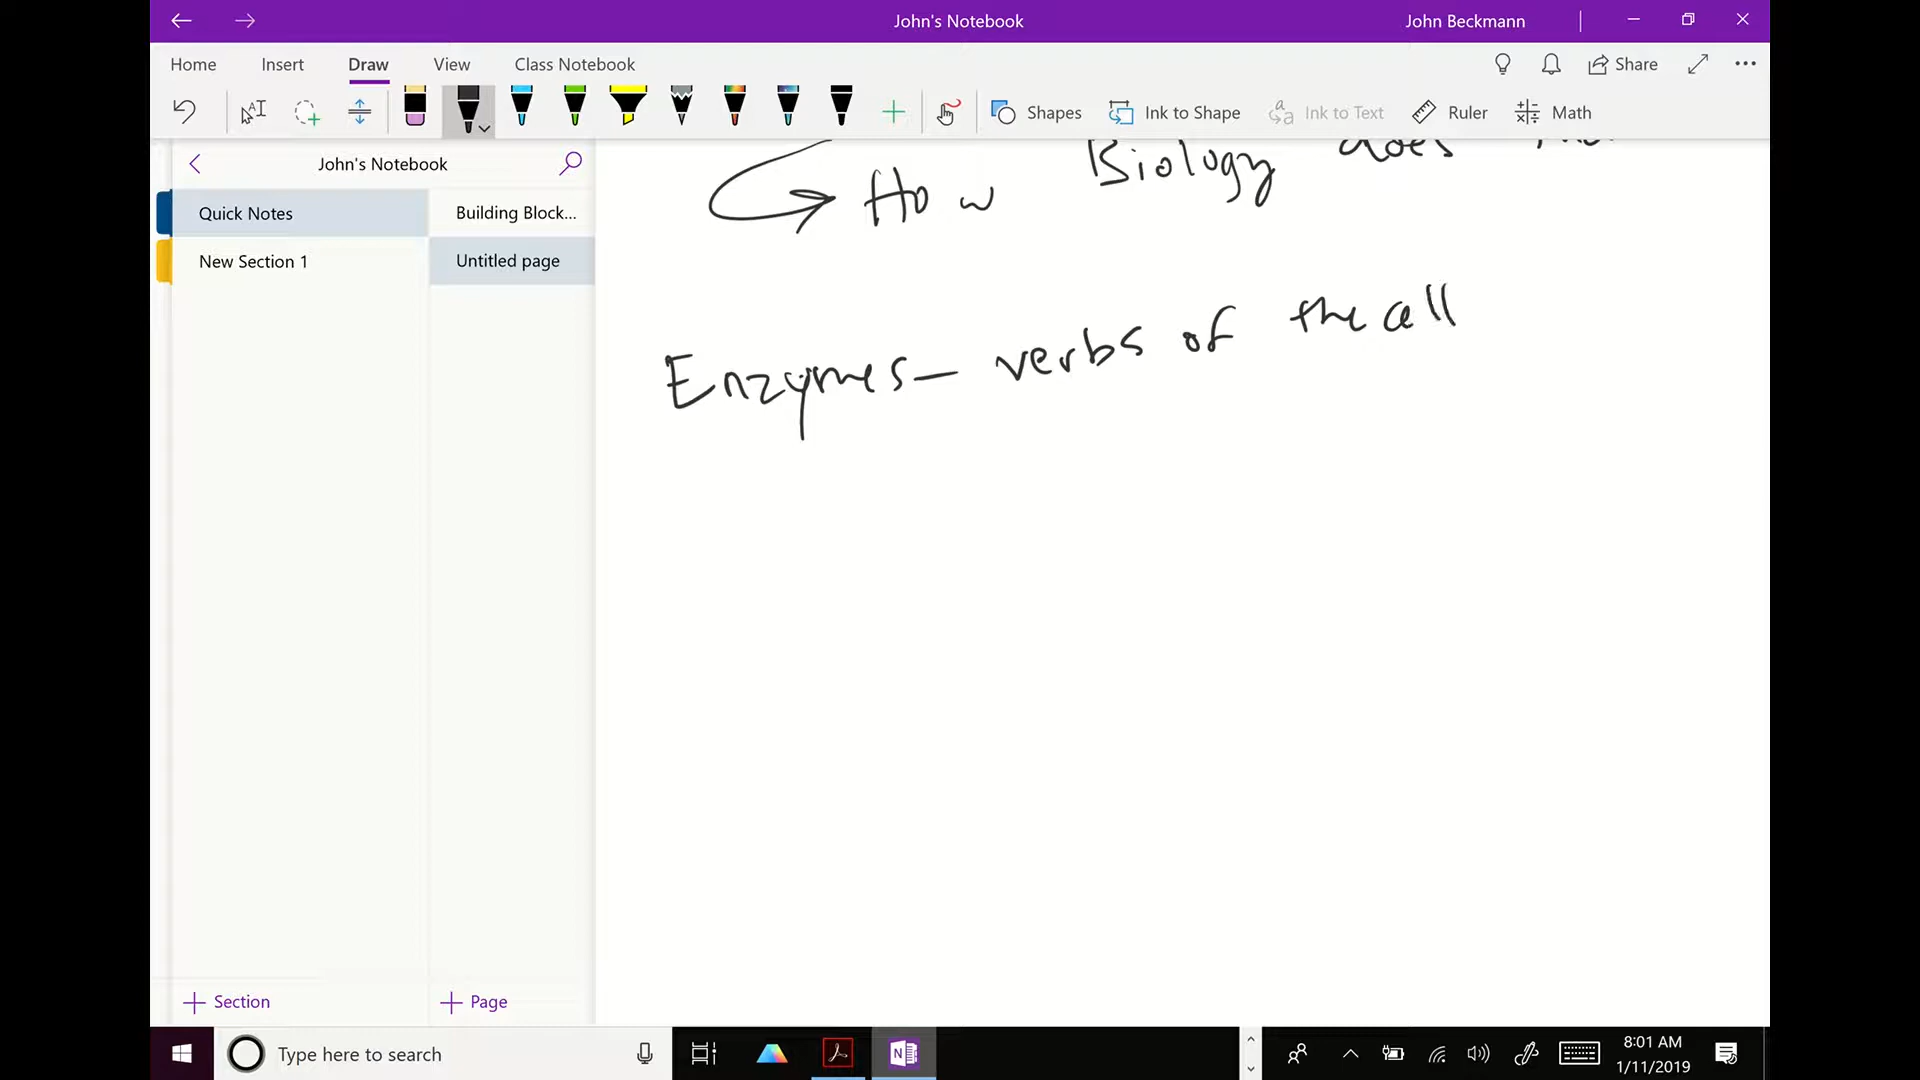 John's Notebook
John Beckmann
Home Insert Draw View Class Notebook
Share
Shapes Ink to Shape Ink to Text Ruler Math
John's Notebook
Quick Notes
New Section 1
Building Block...
Untitled page
How Biology does
Enzymes - verbs of the cell
Section
Page
Type here to search
8:01 AM
1/11/2019